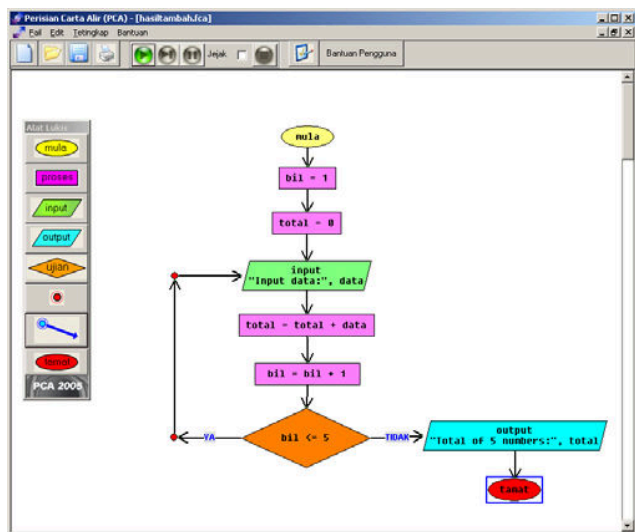 Perisian Carta Alir (PCA) - [hasiltambah.fca]
Fail Edit Tetingkap Bantuan
Jejak Bantuan Pengguna
Alat Lukis
mula
proses
input
output
ujian
tamat
PCA 2005
mula
bil = 1
total = 0
input
"Input data:", data
total = total + data
bil = bil + 1
YA
bil <= 5
TIDAK
output
"Total of 5 numbers:", total
tamat